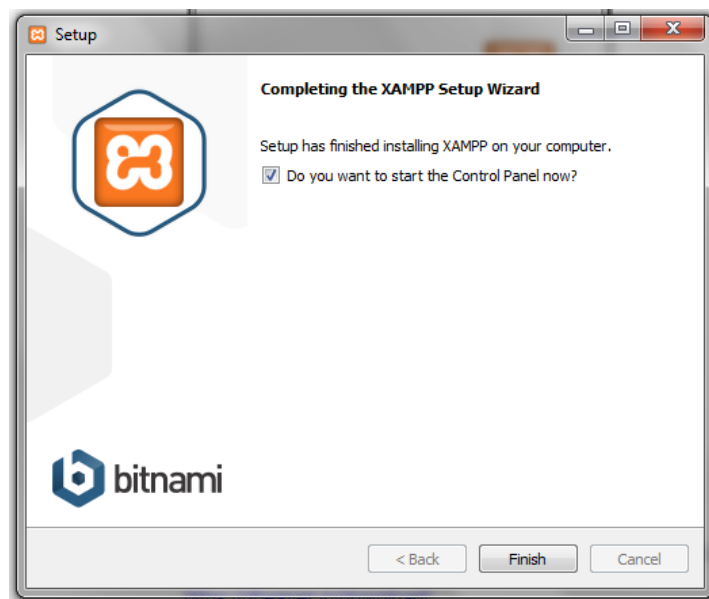 Setup
Completing the XAMPP Setup Wizard
Setup has finished installing XAMPP on your computer.
Do you want to start the Control Panel now?
bitnami
< Back
Finish
Cancel